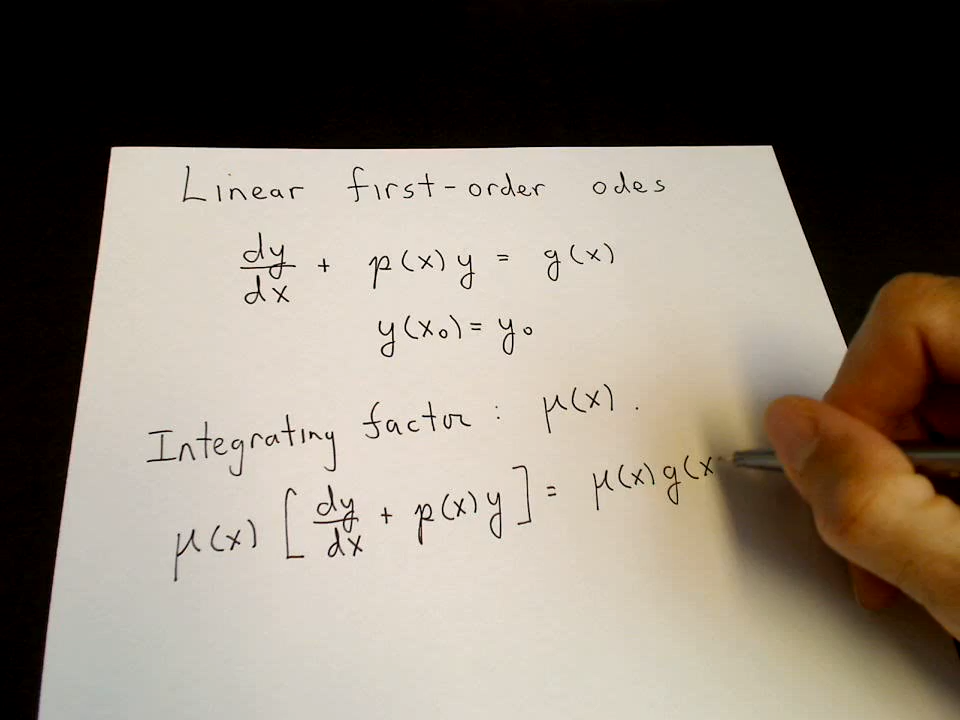 Linear first-order odes
dy/dx + p(x)y = g(x)
y(x₀) = y₀
Integrating factor : μ(x).
μ(x) [dy/dx + p(x)y] = μ(x)g(x